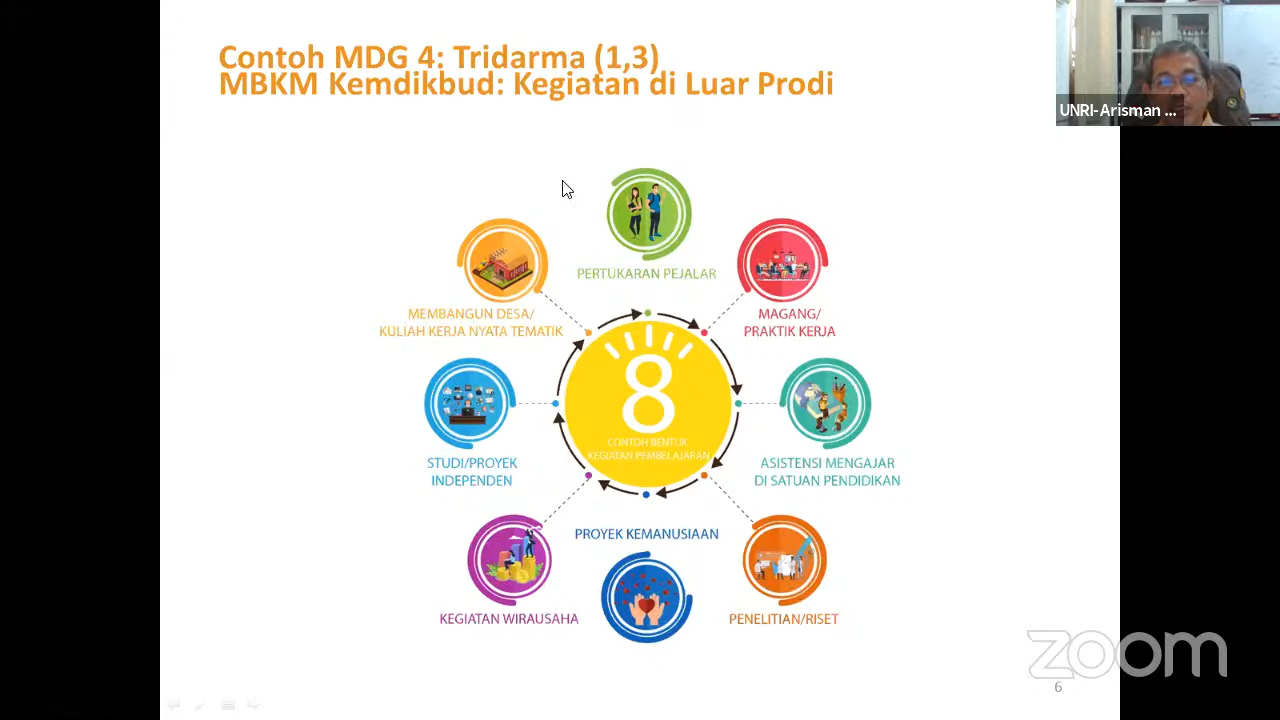 Contoh MDG 4: Tridarma (1,3)
MBKM Kemdikbud: Kegiatan di Luar Prodi
UNRI-Arisman ...
PERTUKARAN PEJALAR
MEMBANGUN DESA/
KULIAH KERJA NYATA TEMATIK
MAGANG/
PRAKTIK KERJA
8
CONTOH BENTUK
KEGIATAN PEMBELAJARAN
STUDI/PROYEK
INDEPENDEN
ASISTENSI MENGAJAR
DI SATUAN PENDIDIKAN
PROYEK KEMANUSIAAN
KEGIATAN WIRAUSAHA
PENELITIAN/RISET
zoom
6